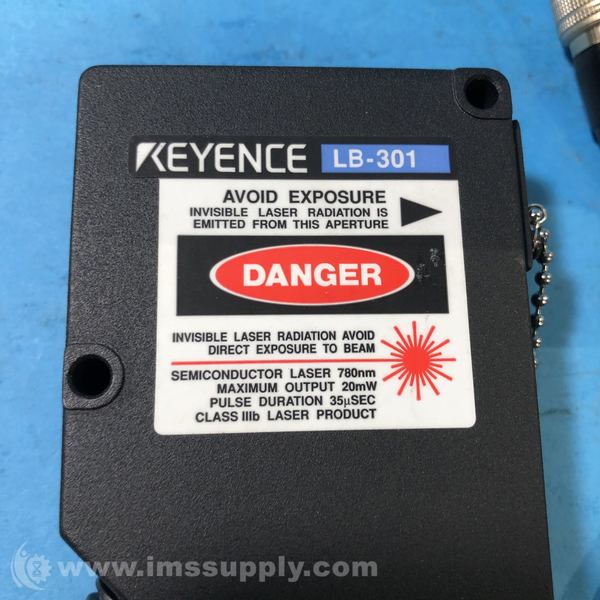 KEYENCE LB-301
AVOID EXPOSURE
INVISIBLE LASER RADIATION IS
EMITTED FROM THIS APERTURE
DANGER
INVISIBLE LASER RADIATION AVOID
DIRECT EXPOSURE TO BEAM
SEMICONDUCTOR LASER 780nm
MAXIMUM OUTPUT 20mW
PULSE DURATION 35µSEC
CLASS IIIb LASER PRODUCT
www.imssupply.com